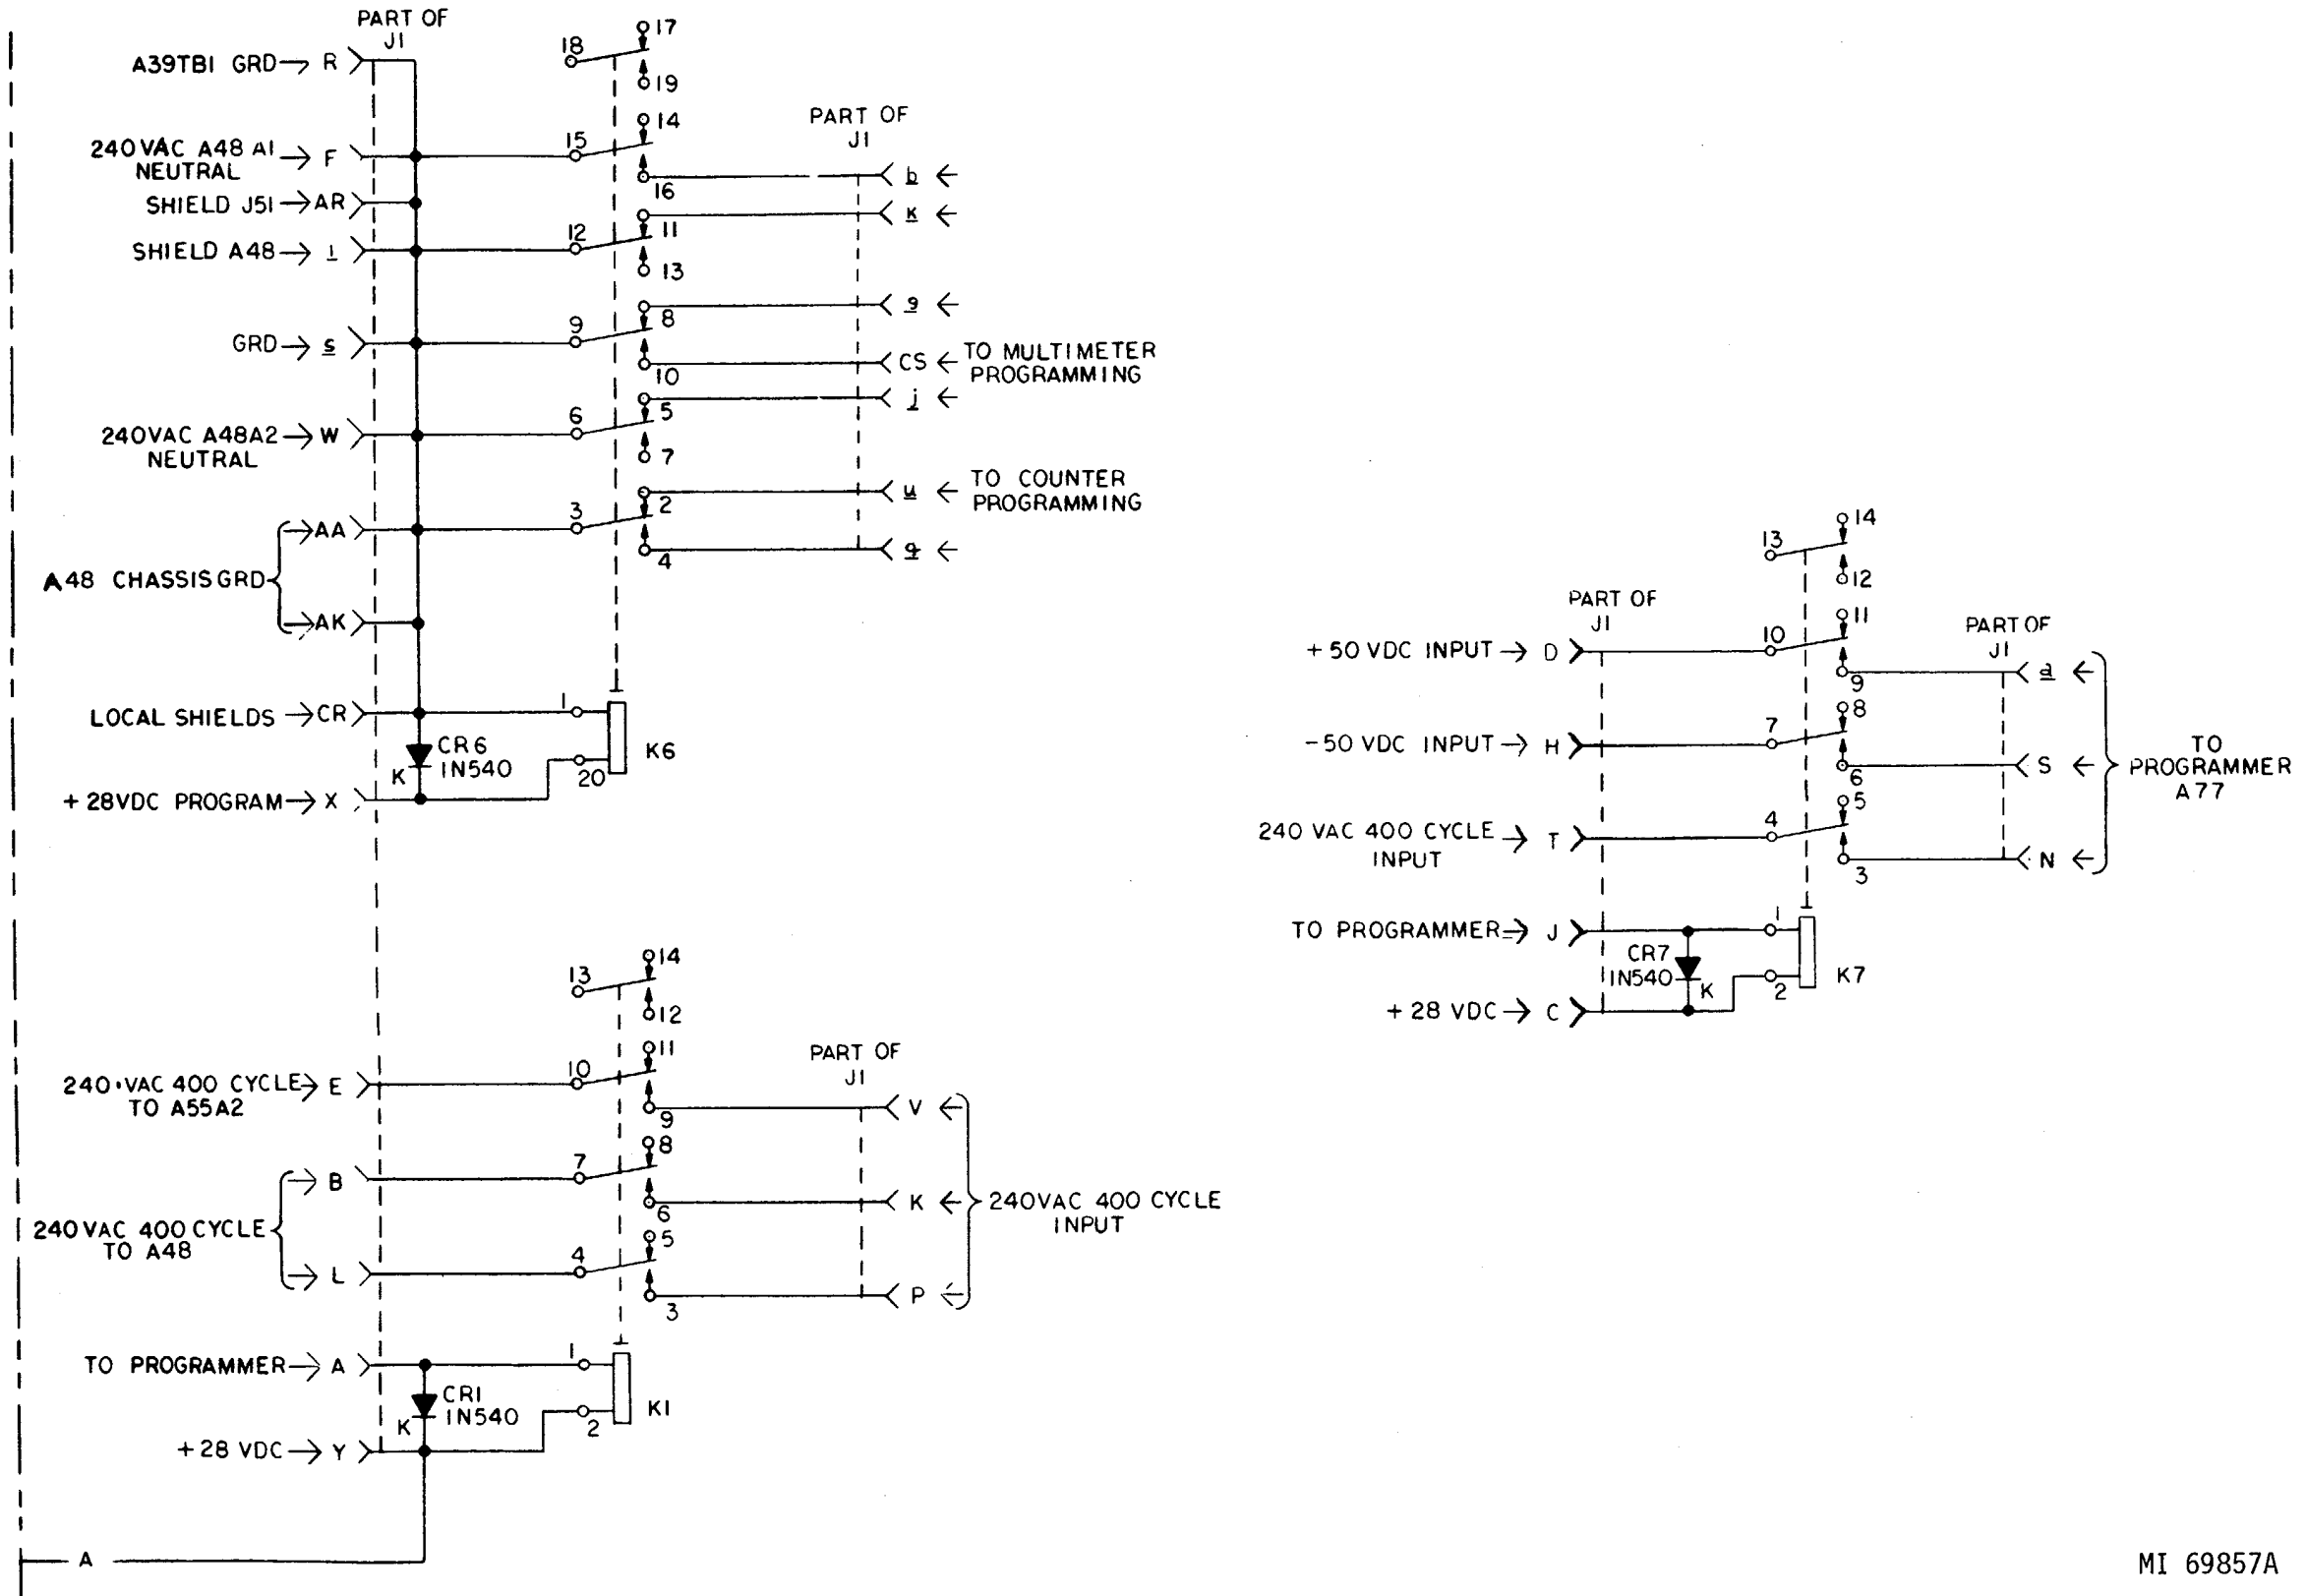 PART OF
J1
A39TB1 GRD R
18 17
19
240 VAC A48 A1 F
NEUTRAL
15 14
16
PART OF
J1
b
SHIELD J51 AR
k
SHIELD A48 i
12 11
13
GRD s
9 8
10
g
CS TO MULTIMETER
PROGRAMMING
j
240VAC A48A2 W
NEUTRAL
6 5
7
u TO COUNTER
PROGRAMMING
3 2
4
q
A48 CHASSIS GRD
AA
AK
LOCAL SHIELDS CR
1
CR6
1N540
K
20
K6
+28VDC PROGRAM X
13 14
12
240 VAC 400 CYCLE E
TO A55A2
10 11
9
PART OF
J1
V
B
7 8
6
K
240 VAC 400 CYCLE
TO A48
240VAC 400 CYCLE
INPUT
L
4 5
3
P
TO PROGRAMMER A
1
CR1
1N540
K
2
K1
+28 VDC Y
A
13 14
12
PART OF
J1
+50 VDC INPUT D
10 11
9
PART OF
J1
a
-50 VDC INPUT H
7 8
6
S
TO
PROGRAMMER
A77
240 VAC 400 CYCLE
INPUT
T
4 5
3
N
TO PROGRAMMER J
1
CR7
1N540
K
2
K7
+28 VDC C
MI 69857A